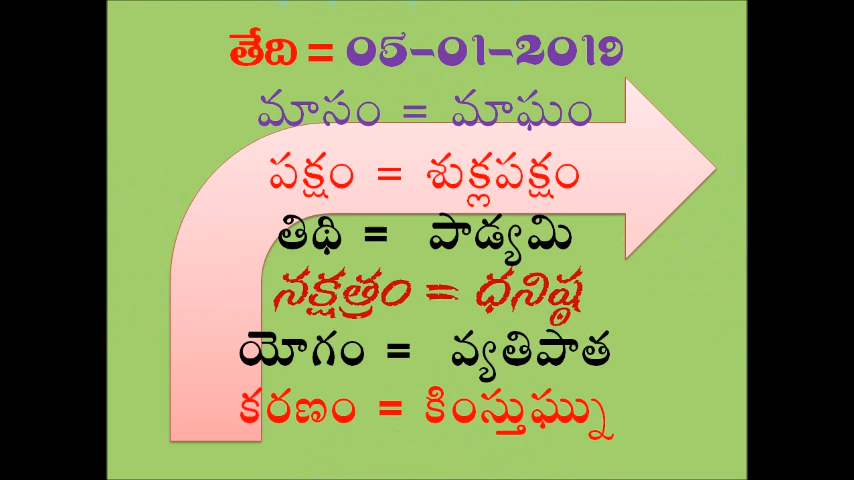 తేది = 05-01-2019
మాసం = మాఘం
పక్షం = శుక్లపక్షం
తిథి = పాడ్యమి
నక్షత్రం = ధనిష్ఠ
యోగం = వ్యతిపాత
కరణం = కింస్తుఘ్ను